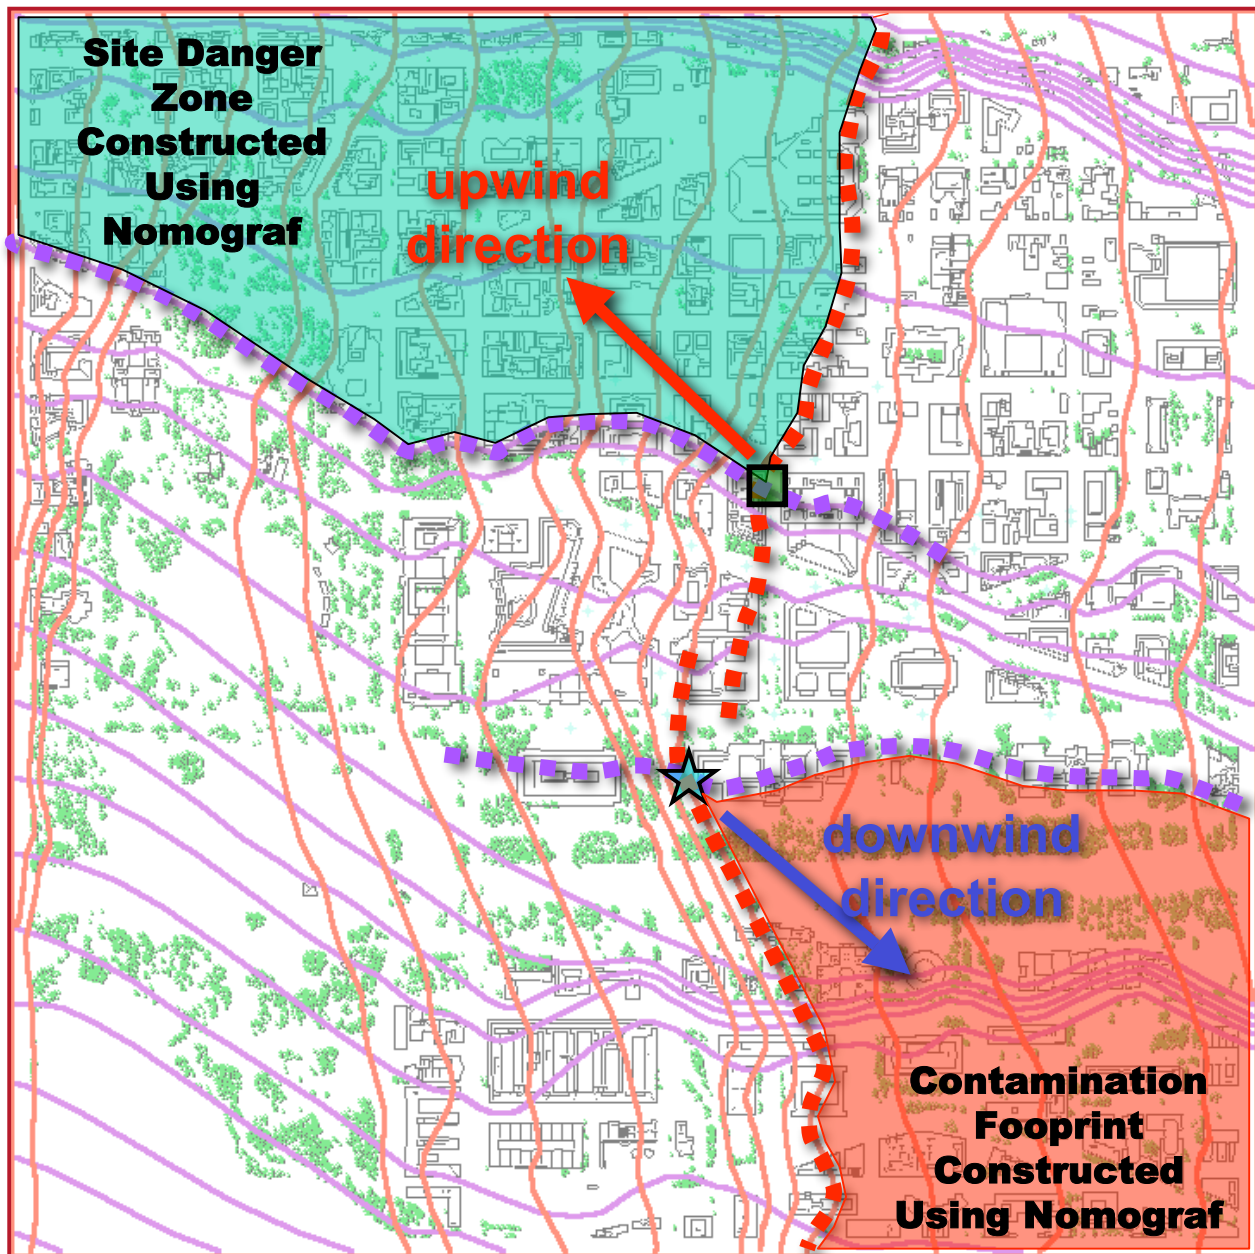 Site Danger
Zone
Constructed
Using
Nomograf
upwind
direction
downwind
direction
Contamination
Fooprint
Constructed
Using Nomograf